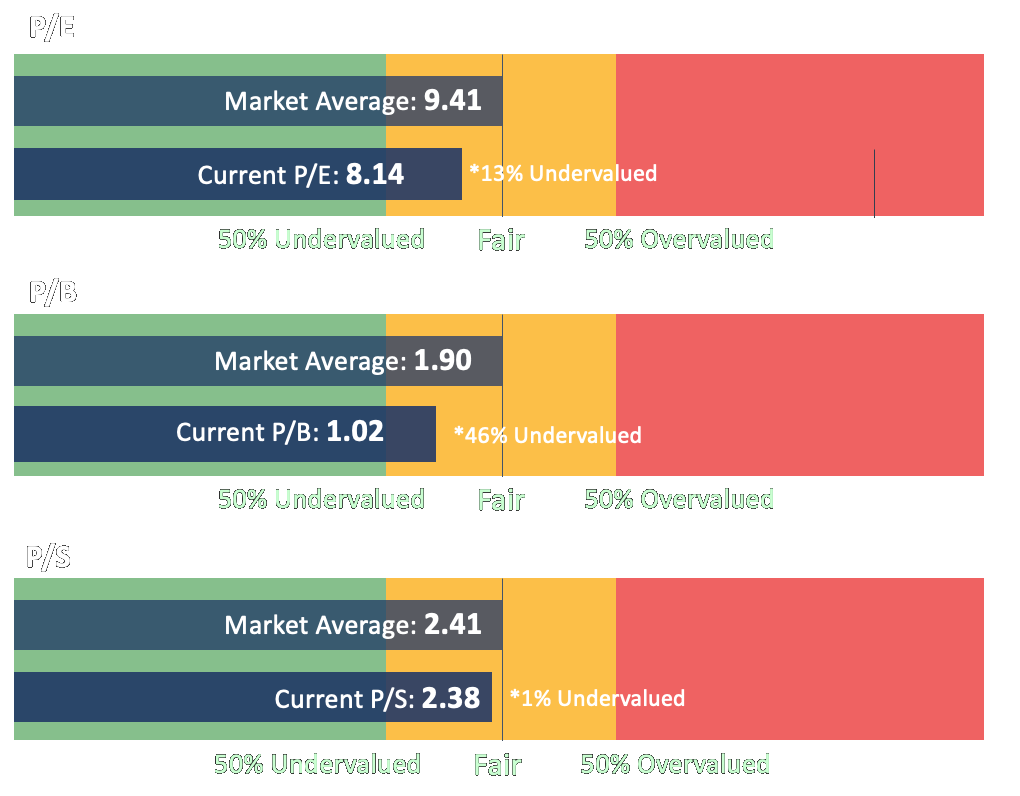 P/E
Market Average: 9.41
Current P/E: 8.14 *13% Undervalued
50% Undervalued Fair 50% Overvalued
P/B
Market Average: 1.90
Current P/B: 1.02 *46% Undervalued
50% Undervalued Fair 50% Overvalued
P/S
Market Average: 2.41
Current P/S: 2.38 *1% Undervalued
50% Undervalued Fair 50% Overvalued